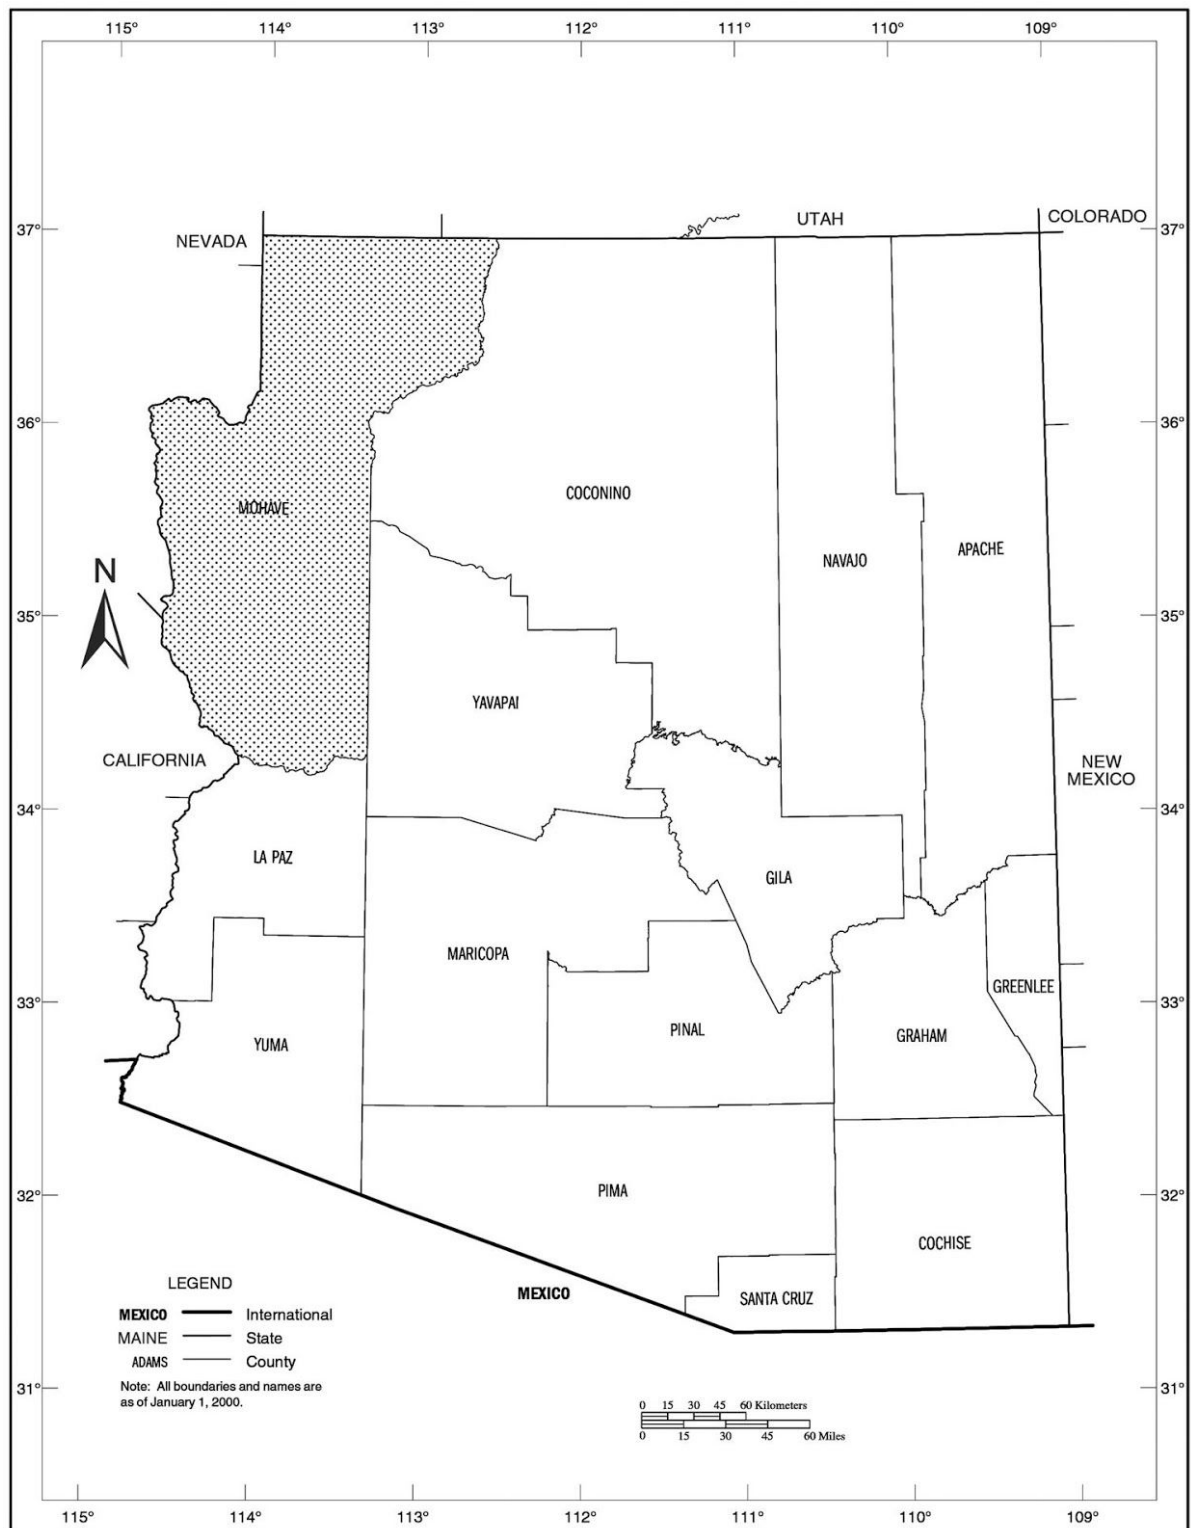 115° 114° 113° 112° 111° 110° 109°
UTAH
COLORADO
37° 37°
NEVADA
36° 36°
COCONINO
MOHAVE
APACHE
NAVAJO
N
35° 35°
YAVAPAI
CALIFORNIA
NEW
MEXICO
34° 34°
LA PAZ
GILA
MARICOPA
GREENLEE
33° 33°
PINAL
GRAHAM
YUMA
32° 32°
PIMA
COCHISE
LEGEND
MEXICO
SANTA CRUZ
MEXICO International
MAINE State
ADAMS County
Note: All boundaries and names are
as of January 1, 2000.
31° 31°
0 15 30 45 60 Kilometers
0 15 30 45 60 Miles
115° 114° 113° 112° 111° 110° 109°